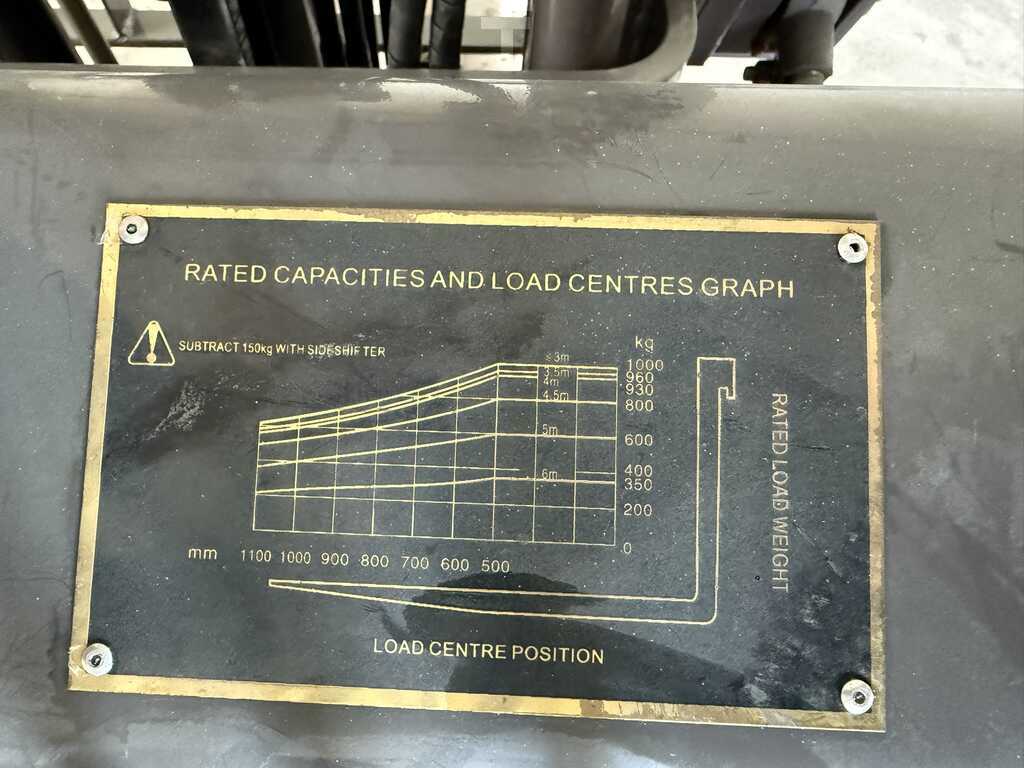 RATED CAPACITIES AND LOAD CENTRES GRAPH
SUBTRACT 150kg WITH SIDESHIFTER
kg
≤3m
1000
3.5m
960
4m
930
4.5m
800
5m
600
400
6m
350
200
0
mm 1100 1000 900 800 700 600 500
RATED LOAD WEIGHT
LOAD CENTRE POSITION
T